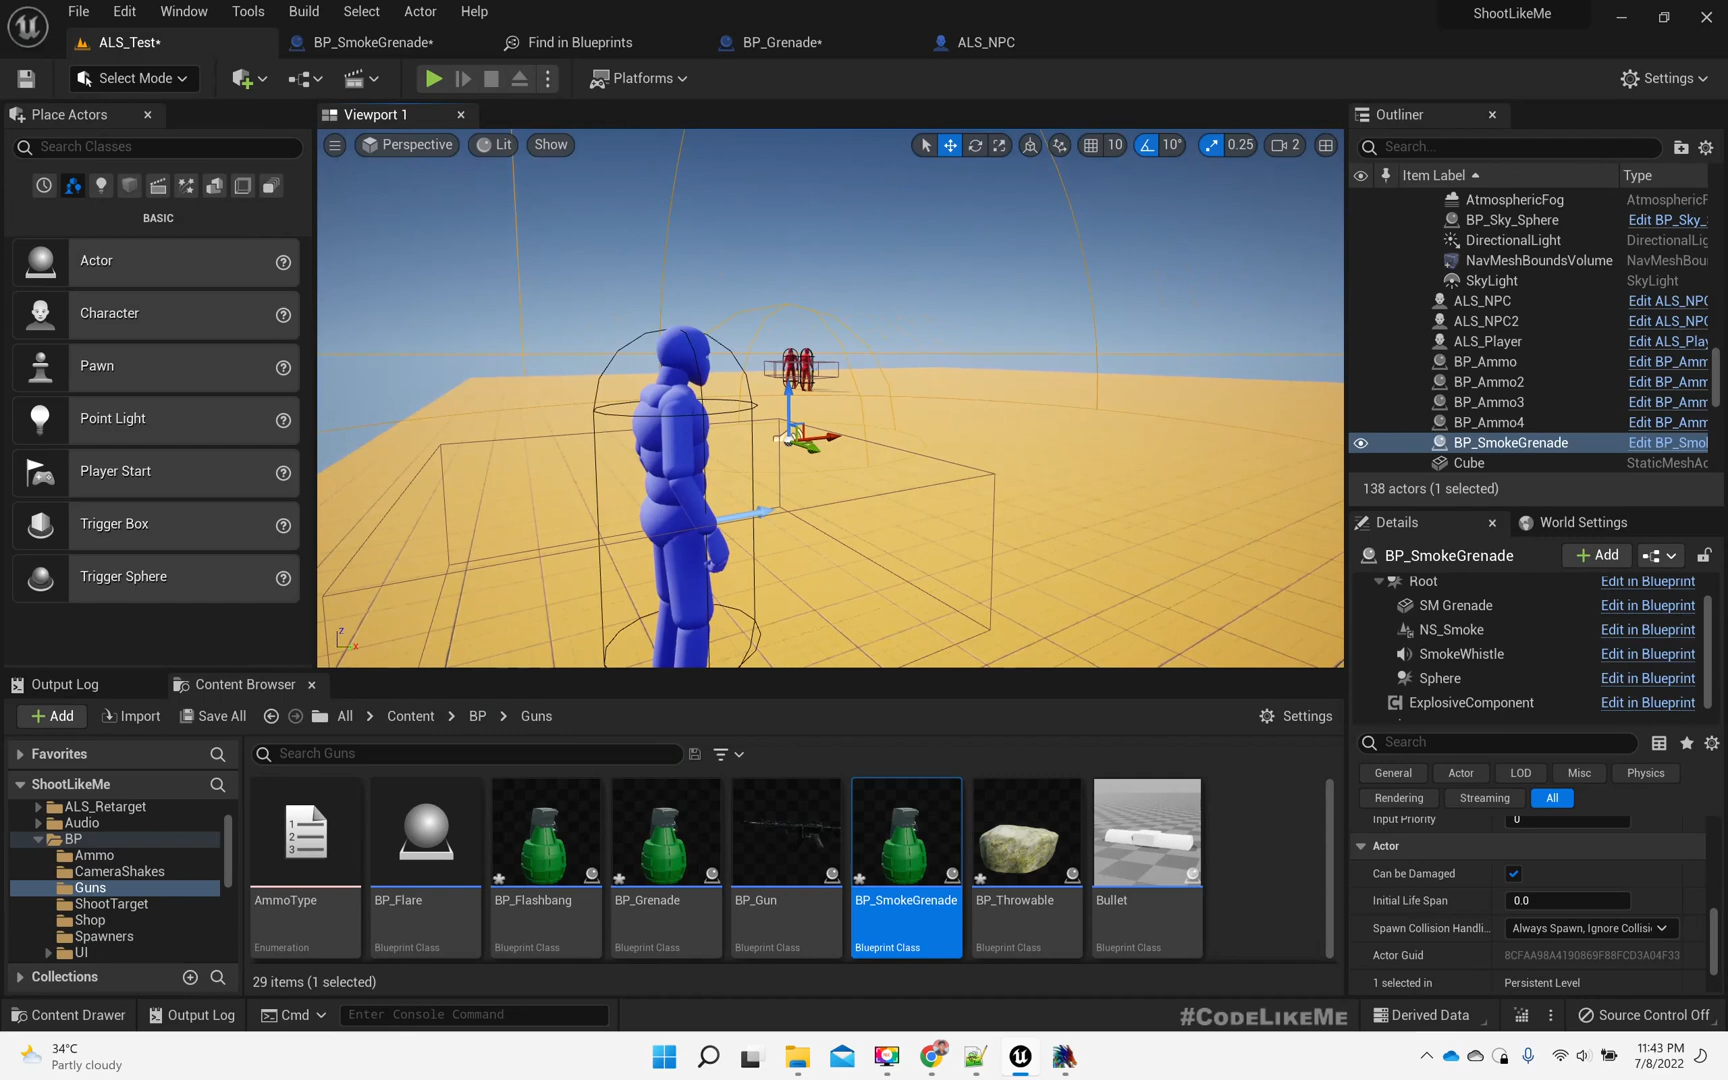 File Edit Window Tools Build Select Actor Help
ShootLikeMe
ALS_Test*
BP_SmokeGrenade*
Find in Blueprints
BP_Grenade*
ALS_NPC
Select Mode
Platforms
Settings
Place Actors
Search Classes
BASIC
Actor
Character
Pawn
Point Light
Player Start
Trigger Box
Trigger Sphere
Viewport 1
Perspective
Lit
Show
10
10°
0.25
2
Z
X
Outliner
Search...
Item Label
Type
AtmosphericFog AtmosphericF
BP_Sky_Sphere Edit BP_Sky_
DirectionalLight DirectionalLig
NavMeshBoundsVolume NavMeshBou
SkyLight SkyLight
ALS_NPC Edit ALS_NPC
ALS_NPC2 Edit ALS_NPC
ALS_Player Edit ALS_Play
BP_Ammo Edit BP_Amm
BP_Ammo2 Edit BP_Amm
BP_Ammo3 Edit BP_Amm
BP_Ammo4 Edit BP_Amm
BP_SmokeGrenade Edit BP_Smol
Cube StaticMeshAc
138 actors (1 selected)
Details
World Settings
BP_SmokeGrenade
Add
Root Edit in Blueprint
SM Grenade Edit in Blueprint
NS_Smoke Edit in Blueprint
SmokeWhistle Edit in Blueprint
Sphere Edit in Blueprint
ExplosiveComponent Edit in Blueprint
Search
General Actor LOD Misc Physics
Rendering Streaming All
Input Priority 0
Actor
Can be Damaged
Initial Life Span 0.0
Spawn Collision Handli... Always Spawn, Ignore Collisi
Actor Guid 8CFAA98A4190869F88FCD3A04F33
1 selected in Persistent Level
Output Log
Content Browser
Add
Import
Save All
All > Content > BP > Guns
Settings
Favorites
ShootLikeMe
ALS_Retarget
Audio
BP
Ammo
CameraShakes
Guns
ShootTarget
Shop
Spawners
UI
Collections
Search Guns
AmmoType
Enumeration
BP_Flare
Blueprint Class
BP_Flashbang
Blueprint Class
BP_Grenade
Blueprint Class
BP_Gun
Blueprint Class
BP_SmokeGrenade
Blueprint Class
BP_Throwable
Blueprint Class
Bullet
Blueprint Class
29 items (1 selected)
Content Drawer
Output Log
Cmd
Enter Console Command
#CODELIKEME
Derived Data
Source Control Off
34°C
Partly cloudy
11:43 PM
7/8/2022